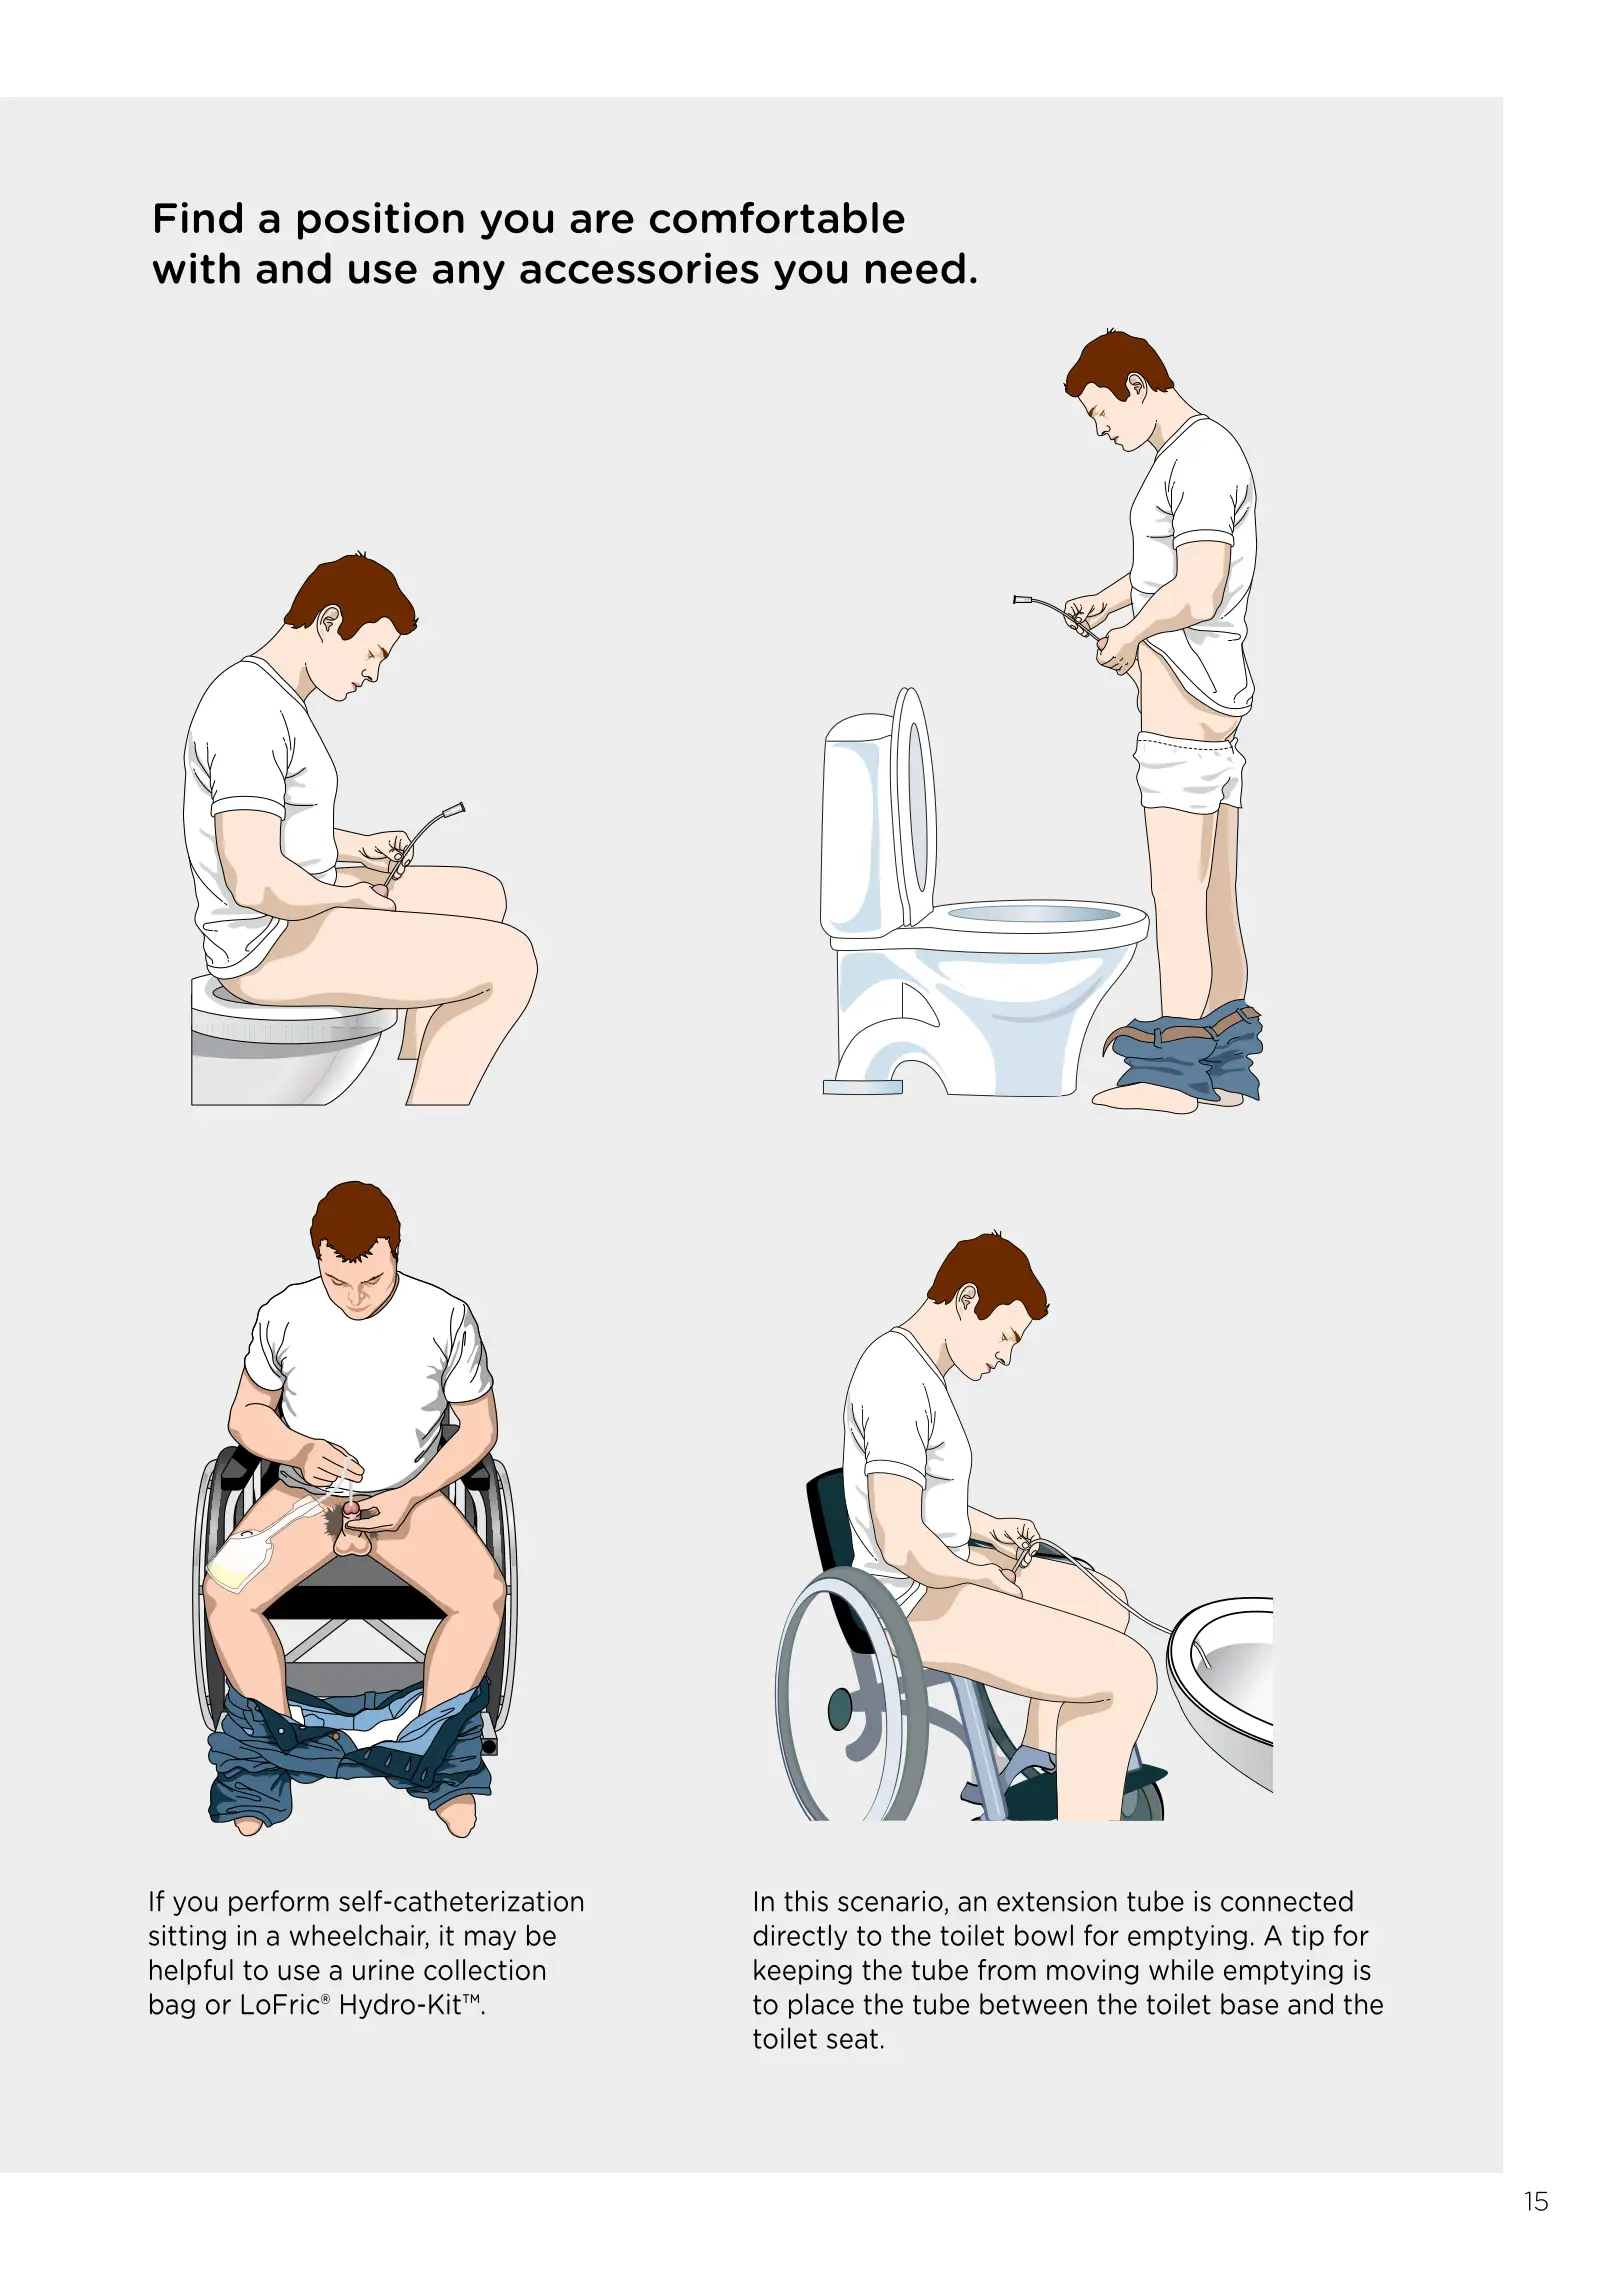 Find a position you are comfortable
with and use any accessories you need.
If you perform self-catheterization
sitting in a wheelchair, it may be
helpful to use a urine collection
bag or LoFric® Hydro-Kit™.
In this scenario, an extension tube is connected
directly to the toilet bowl for emptying. A tip for
keeping the tube from moving while emptying is
to place the tube between the toilet base and the
toilet seat.
15